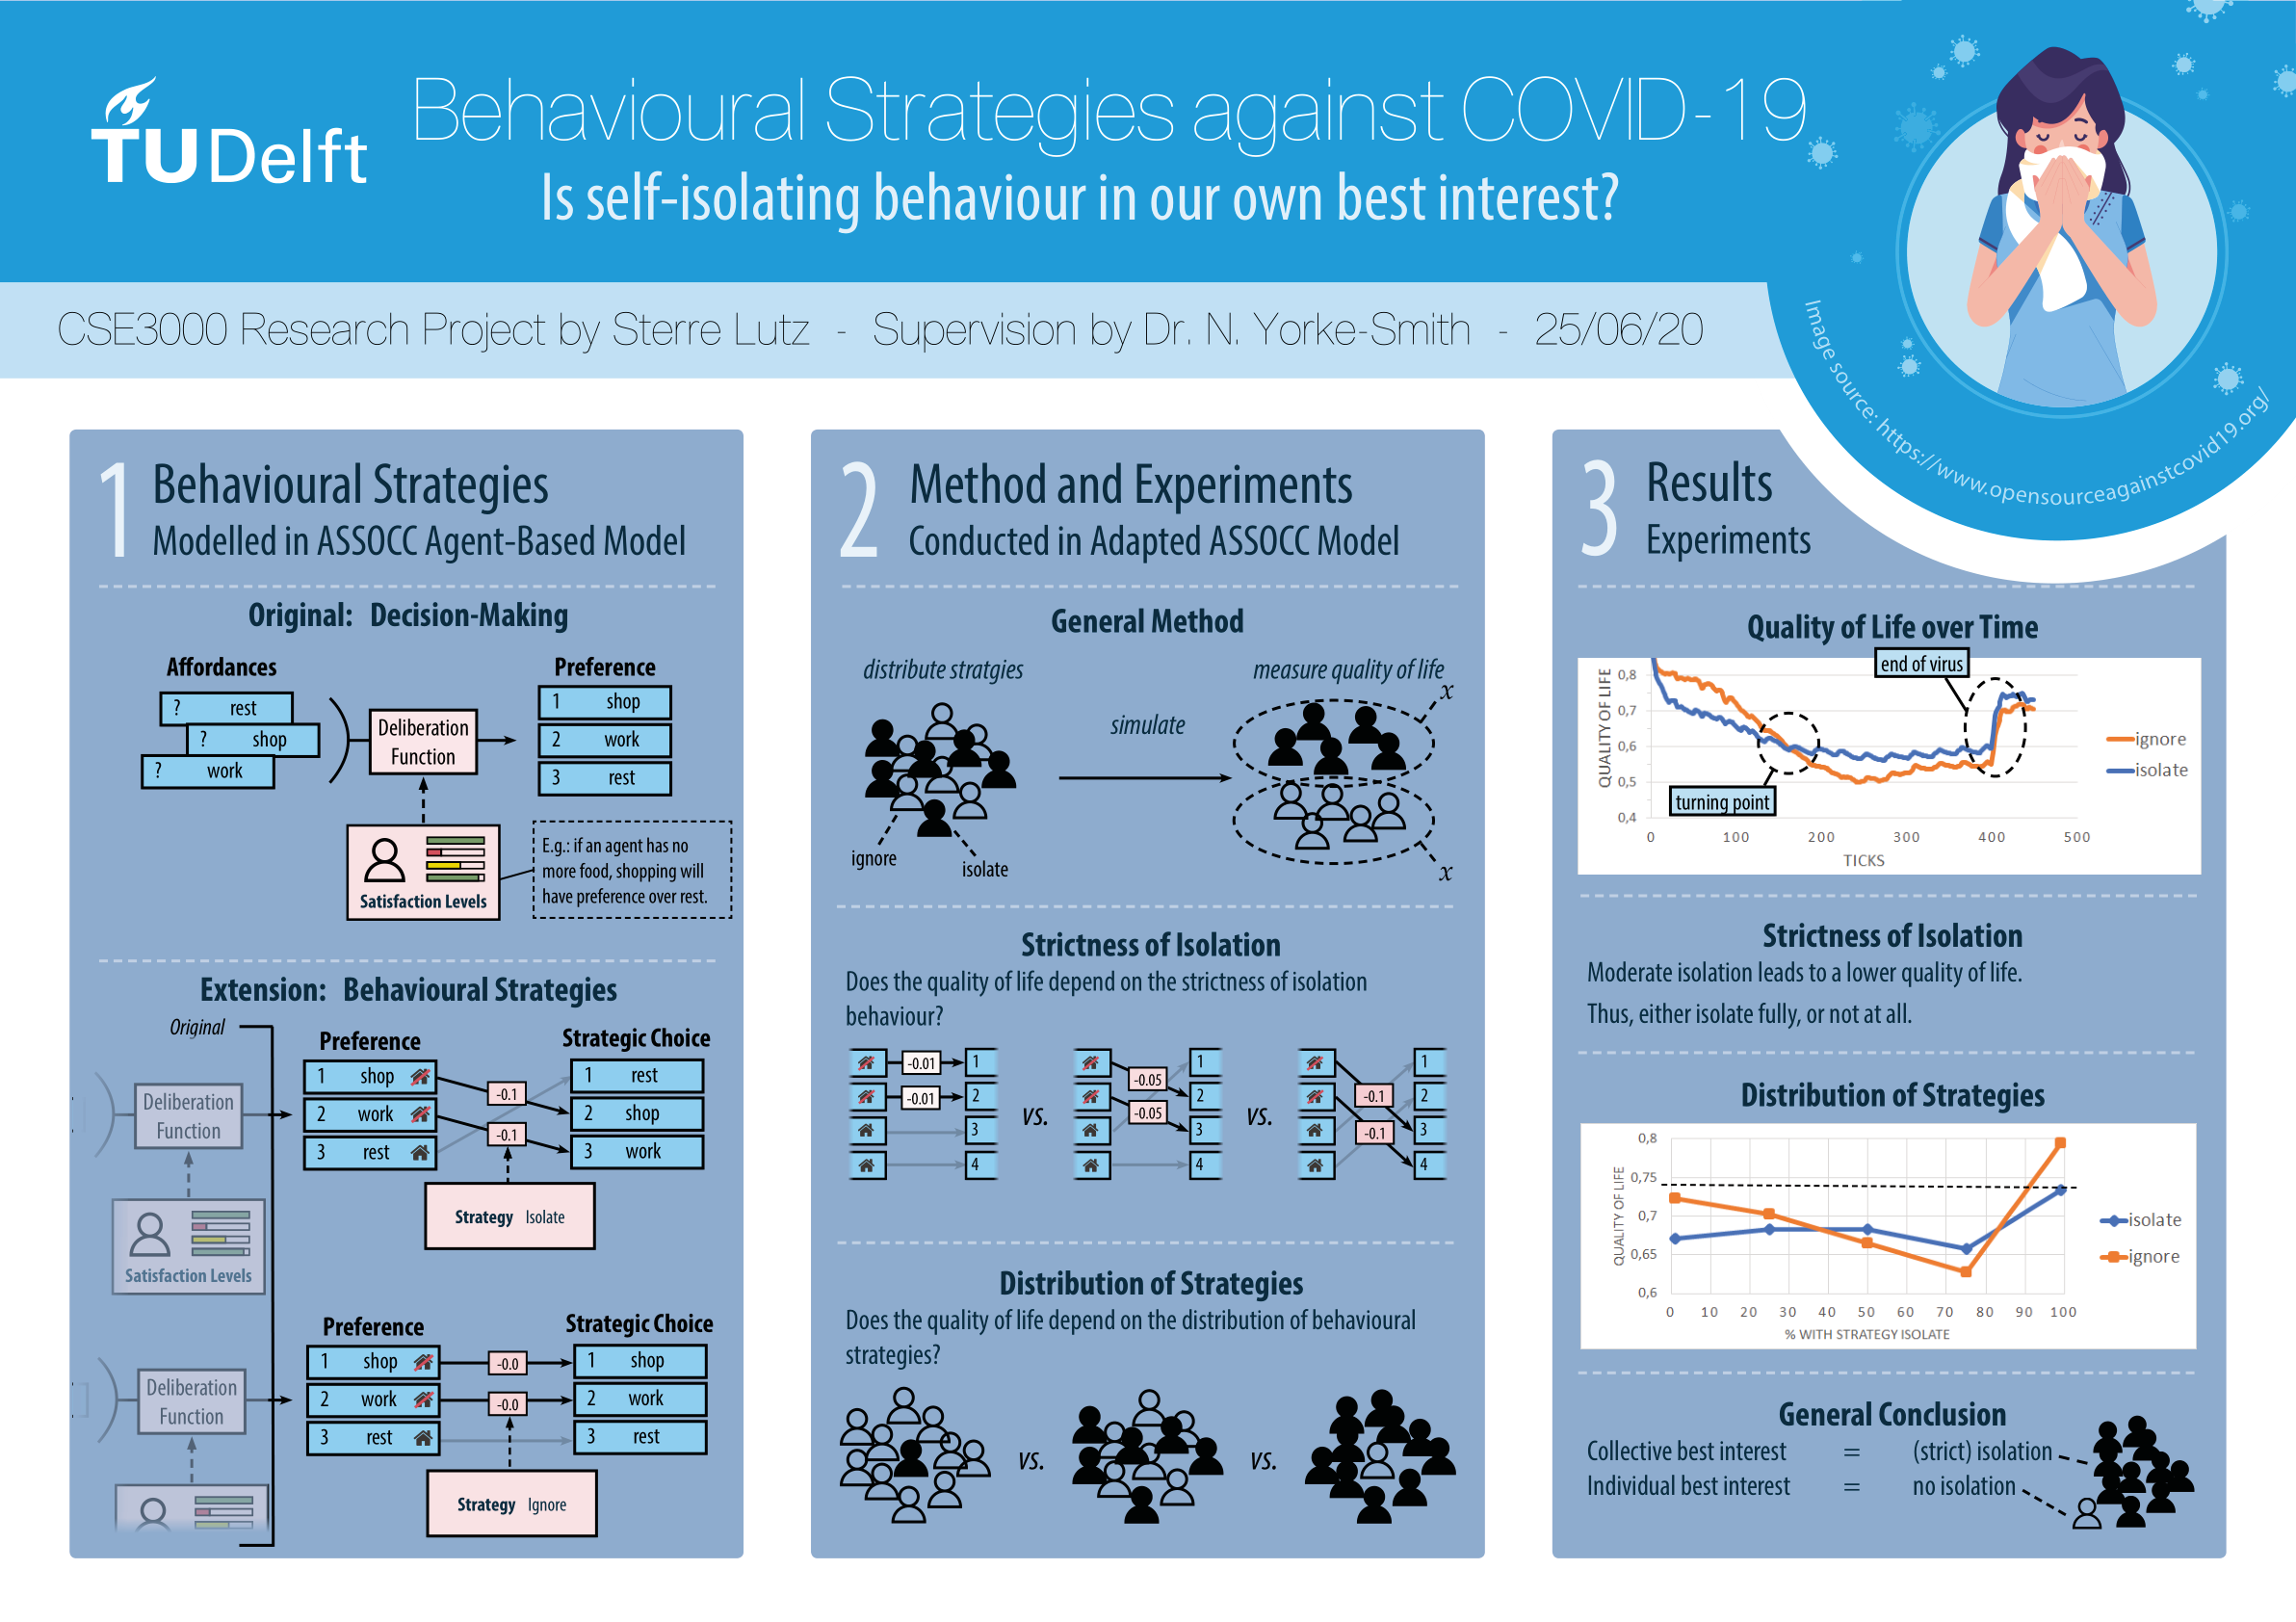 TU Delft
Behavioural Strategies against COVID-19
Is self-isolating behaviour in our own best interest?
CSE3000 Research Project by Sterre Lutz - Supervision by Dr. N. Yorke-Smith - 25/06/20
Image source: https://www.opensourceagainstcovid19.org/
1 Behavioural Strategies
Modelled in ASSOCC Agent-Based Model
Original: Decision-Making
Affordances
? rest
? shop
? work
Deliberation
Function
Preference
1 shop
2 work
3 rest
Satisfaction Levels
E.g.: if an agent has no
more food, shopping will
have preference over rest.
Extension: Behavioural Strategies
Original
Deliberation
Function
Satisfaction Levels
Preference
1 shop
2 work
3 rest
-0.1
-0.1
Strategic Choice
1 rest
2 shop
3 work
Strategy Isolate
Deliberation
Function
Preference
1 shop
2 work
3 rest
-0.0
-0.0
Strategic Choice
1 shop
2 work
3 rest
Strategy Ignore
2 Method and Experiments
Conducted in Adapted ASSOCC Model
General Method
distribute stratgies
simulate
measure quality of life
x
x
ignore
isolate
Strictness of Isolation
Does the quality of life depend on the strictness of isolation
behaviour?
-0.01
-0.01
1
2
3
4
vs.
-0.05
-0.05
1
2
3
4
vs.
-0.1
-0.1
1
2
3
4
Distribution of Strategies
Does the quality of life depend on the distribution of behavioural
strategies?
vs.
vs.
3 Results
Experiments
Quality of Life over Time
end of virus
turning point
QUALITY OF LIFE
0,8
0,7
0,6
0,5
0,4
0 100 200 300 400 500
TICKS
ignore
isolate
Strictness of Isolation
Moderate isolation leads to a lower quality of life.
Thus, either isolate fully, or not at all.
Distribution of Strategies
QUALITY OF LIFE
0,8
0,75
0,7
0,65
0,6
0 10 20 30 40 50 60 70 80 90 100
% WITH STRATEGY ISOLATE
isolate
ignore
General Conclusion
Collective best interest = (strict) isolation
Individual best interest = no isolation